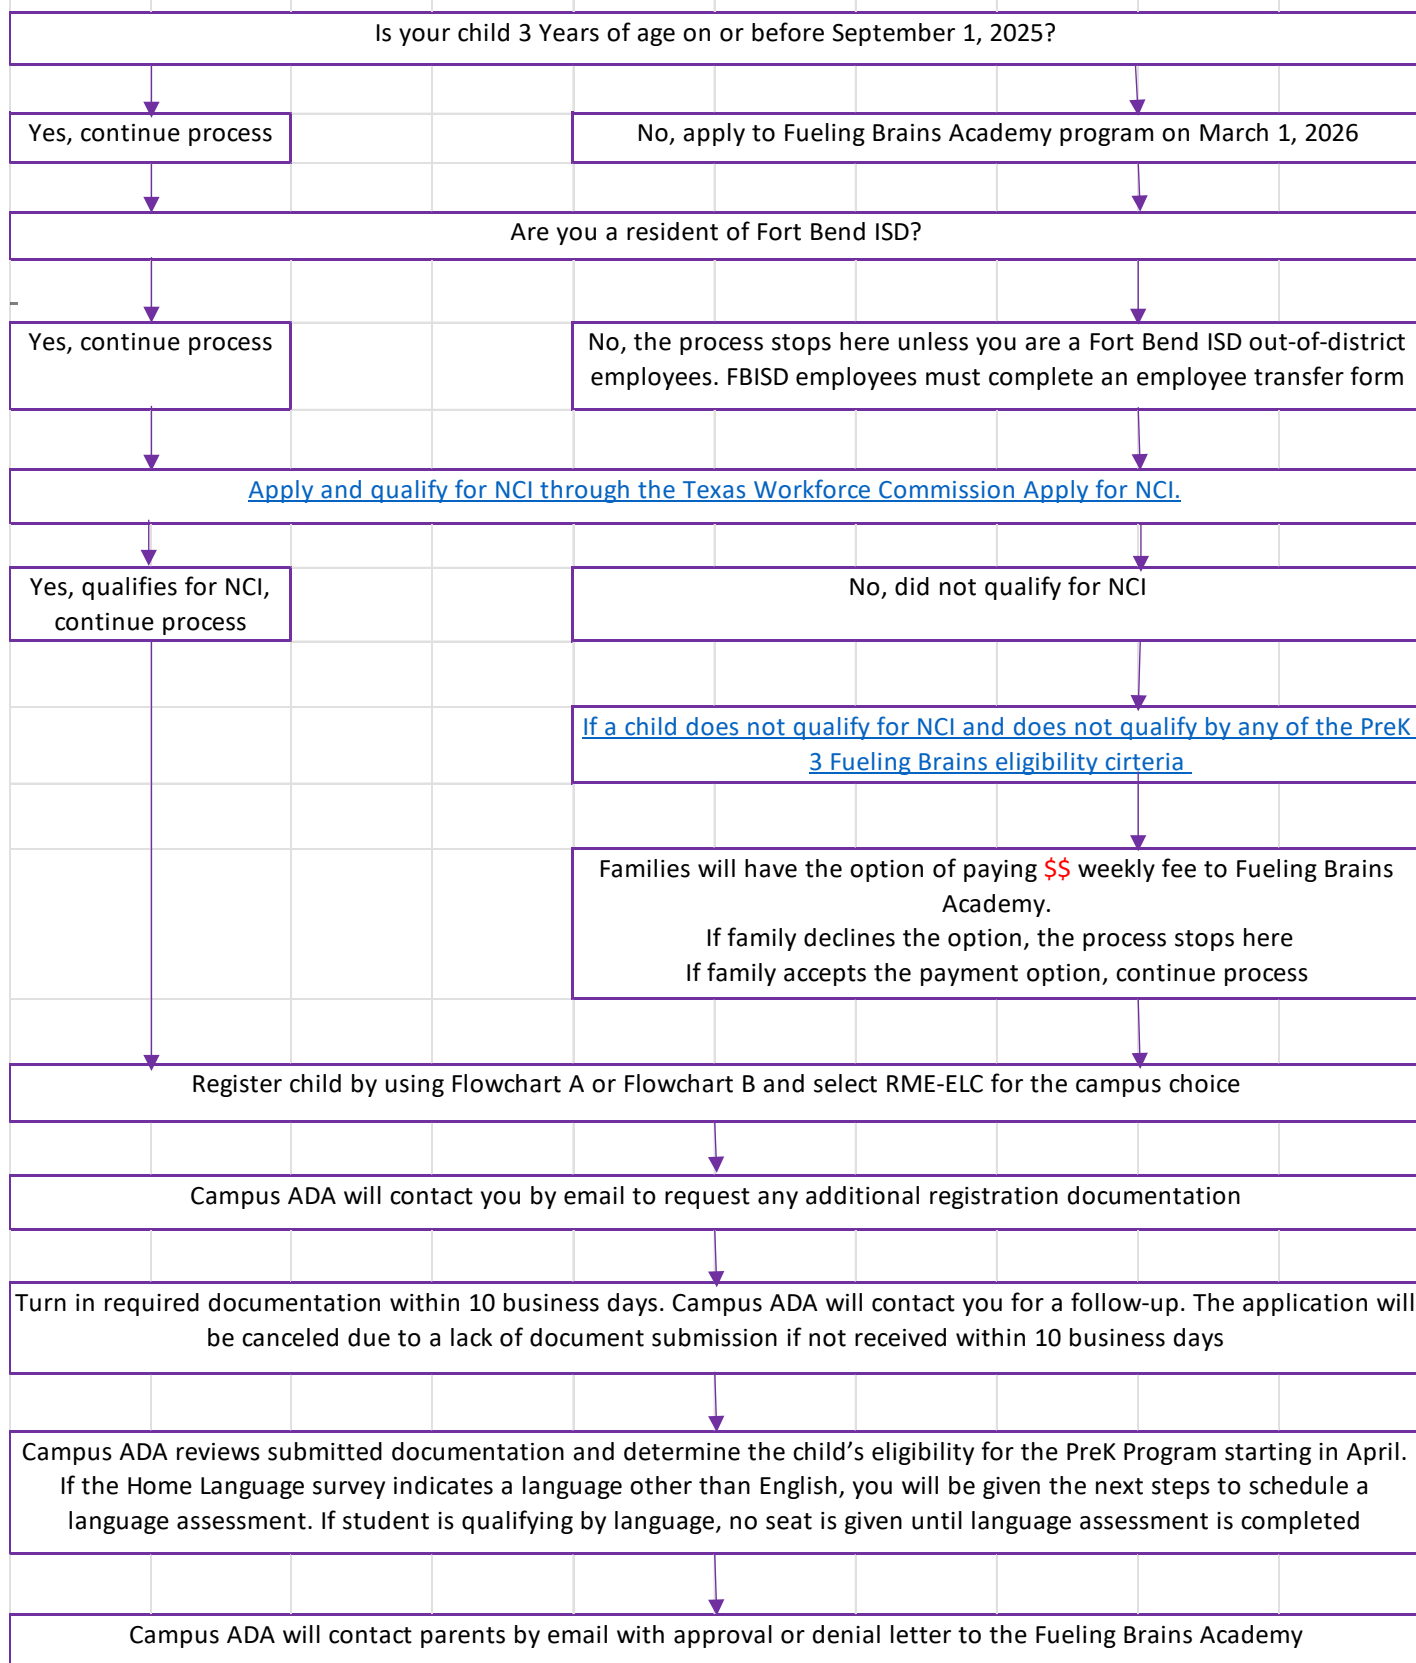 Is your child 3 Years of age on or before September 1, 2025?
Yes, continue process
No, apply to Fueling Brains Academy program on March 1, 2026
Are you a resident of Fort Bend ISD?
Yes, continue process
No, the process stops here unless you are a Fort Bend ISD out-of-district
employees. FBISD employees must complete an employee transfer form
Apply and qualify for NCI through the Texas Workforce Commission Apply for NCI.
Yes, qualifies for NCI,
continue process
No, did not qualify for NCI
If a child does not qualify for NCI and does not qualify by any of the PreK
3 Fueling Brains eligibility cirteria
Families will have the option of paying $$ weekly fee to Fueling Brains
Academy.
If family declines the option, the process stops here
If family accepts the payment option, continue process
Register child by using Flowchart A or Flowchart B and select RME-ELC for the campus choice
Campus ADA will contact you by email to request any additional registration documentation
Turn in required documentation within 10 business days. Campus ADA will contact you for a follow-up. The application will
be canceled due to a lack of document submission if not received within 10 business days
Campus ADA reviews submitted documentation and determine the child’s eligibility for the PreK Program starting in April.
If the Home Language survey indicates a language other than English, you will be given the next steps to schedule a
language assessment. If student is qualifying by language, no seat is given until language assessment is completed
Campus ADA will contact parents by email with approval or denial letter to the Fueling Brains Academy